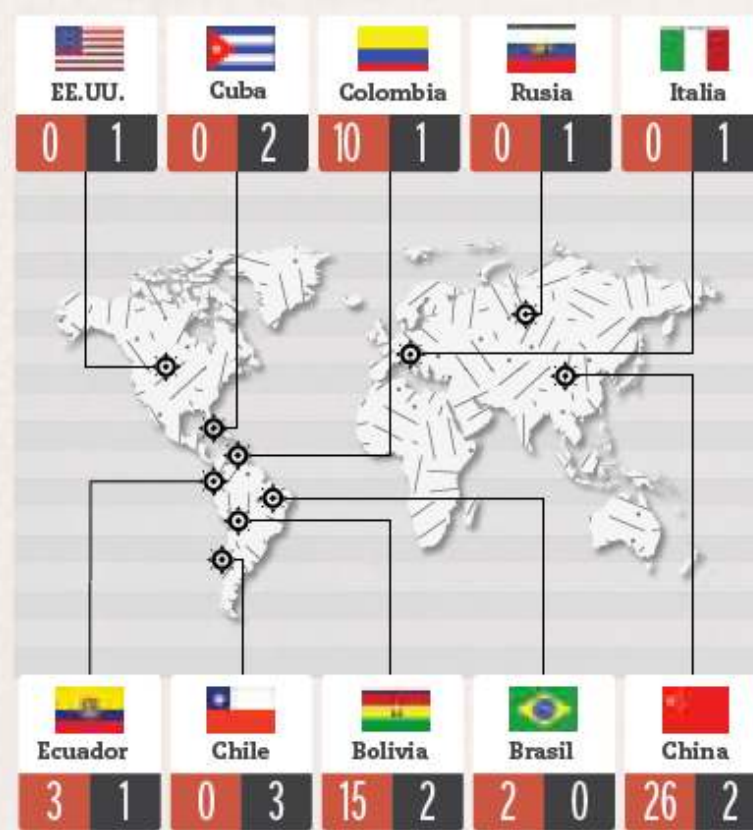 EE.UU. Cuba Colombia Rusia Italia
0 1 0 2 10 1 0 1 0 1
Ecuador Chile Bolivia Brasil China
3 1 0 3 15 2 2 0 26 2